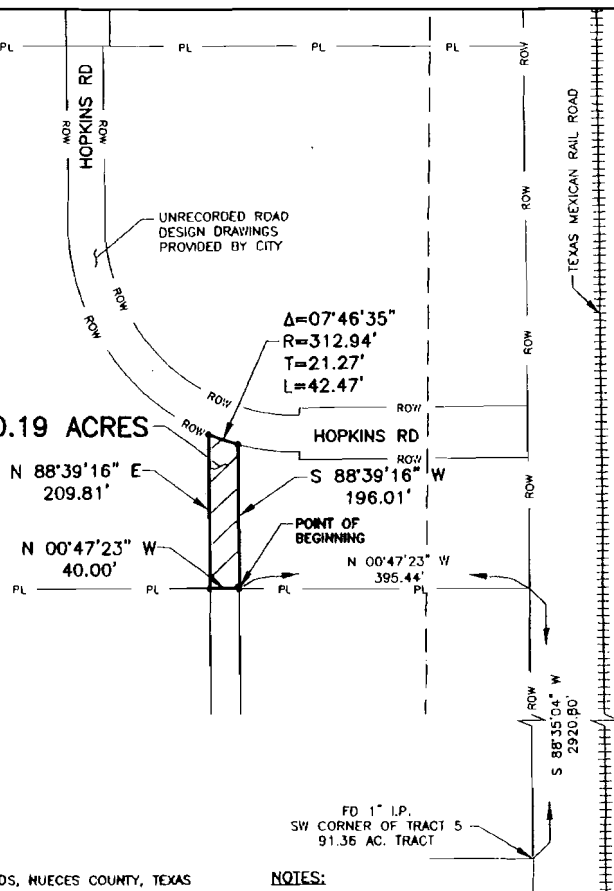 PL PL PL PL
ROW
HOPKINS RD
ROW
ROW
ROW
TEXAS MEXICAN RAIL ROAD
UNRECORDED ROAD
DESIGN DRAWINGS
PROVIDED BY CITY
ROW
ROW
ROW
Δ=07°46'35"
R=312.94'
T=21.27'
L=42.47'
ROW
ROW
ROW
0.19 ACRES
ROW
HOPKINS RD
ROW
N 88°39'16" E
209.81'
S 88°39'16" W
196.01'
ROW
POINT OF
BEGINNING
N 00°47'23" W
40.00'
N 00°47'23" W
395.44'
PL PL PL PL
ROW
S 88°35'04" W
2920.80'
FD 1" I.P.
SW CORNER OF TRACT 5
91.36 AC. TRACT
DS, NUECES COUNTY, TEXAS
NOTES: